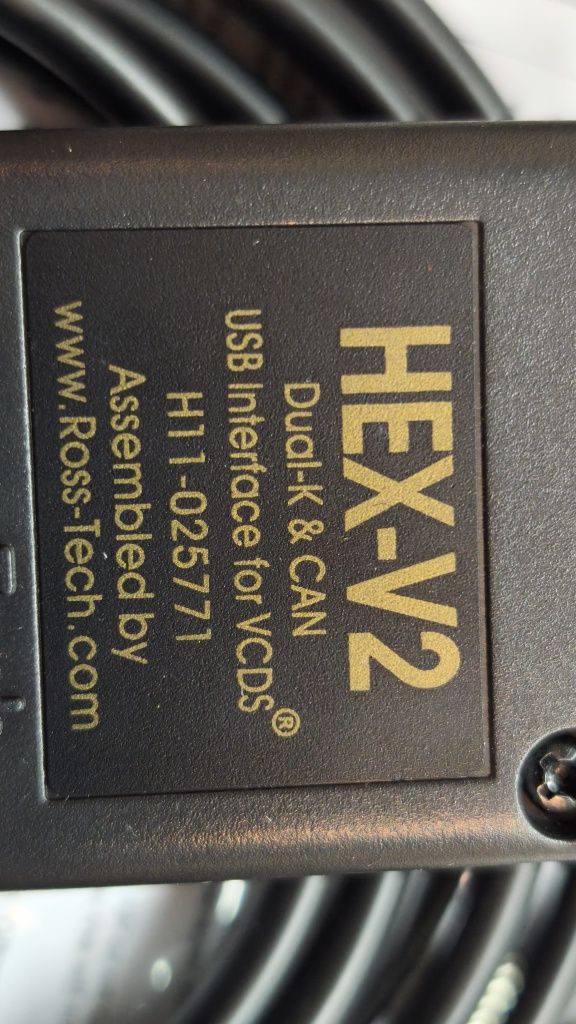 HEX-V2
Dual-K & CAN
USB Interface for VCDS®
H11-025771
Assembled by
www.Ross-Tech.com